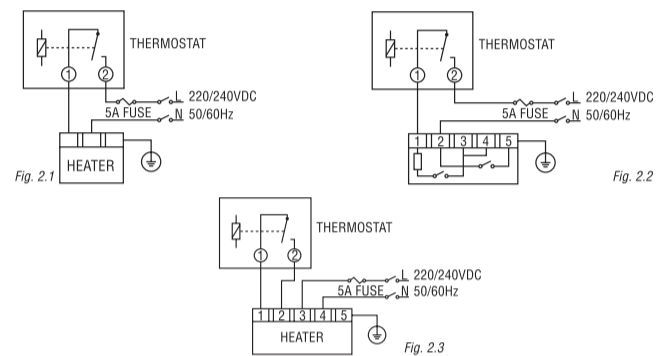 THERMOSTAT
1 2
L 220/240VDC
5A FUSE N 50/60Hz
HEATER
Fig. 2.1
THERMOSTAT
1 2
L 220/240VDC
5A FUSE N 50/60Hz
1 2 3 4 5
Fig. 2.2
THERMOSTAT
1 2
L 220/240VDC
5A FUSE N 50/60Hz
1 2 3 4 5
HEATER
Fig. 2.3